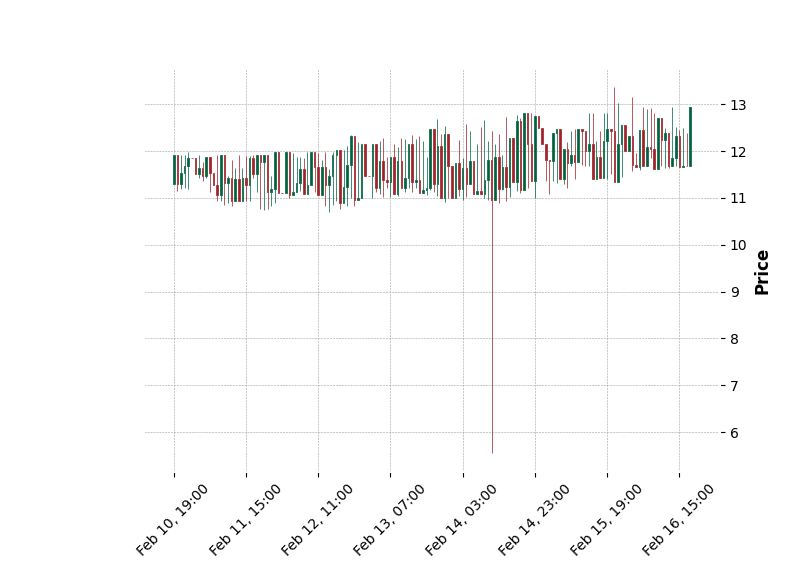 13
12
11
10
9
8
7
6
Price
Feb 10, 19:00
Feb 11, 15:00
Feb 12, 11:00
Feb 13, 07:00
Feb 14, 03:00
Feb 14, 23:00
Feb 15, 19:00
Feb 16, 15:00